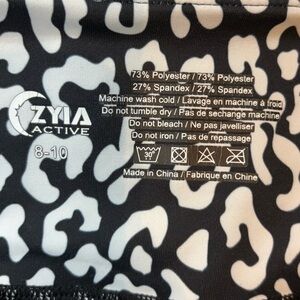 ZYIA
ACTIVE
8-10
73% Polyester / 73% Polyester
27% Spandex / 27% Spandex
Machine wash cold / Lavage en machine à froid
Do not tumble dry / Pas de sechange machine
Do not bleach / Ne pas javelliser
Do not iron / Pas de repassage
30°
Made in China / Fabrique en Chine